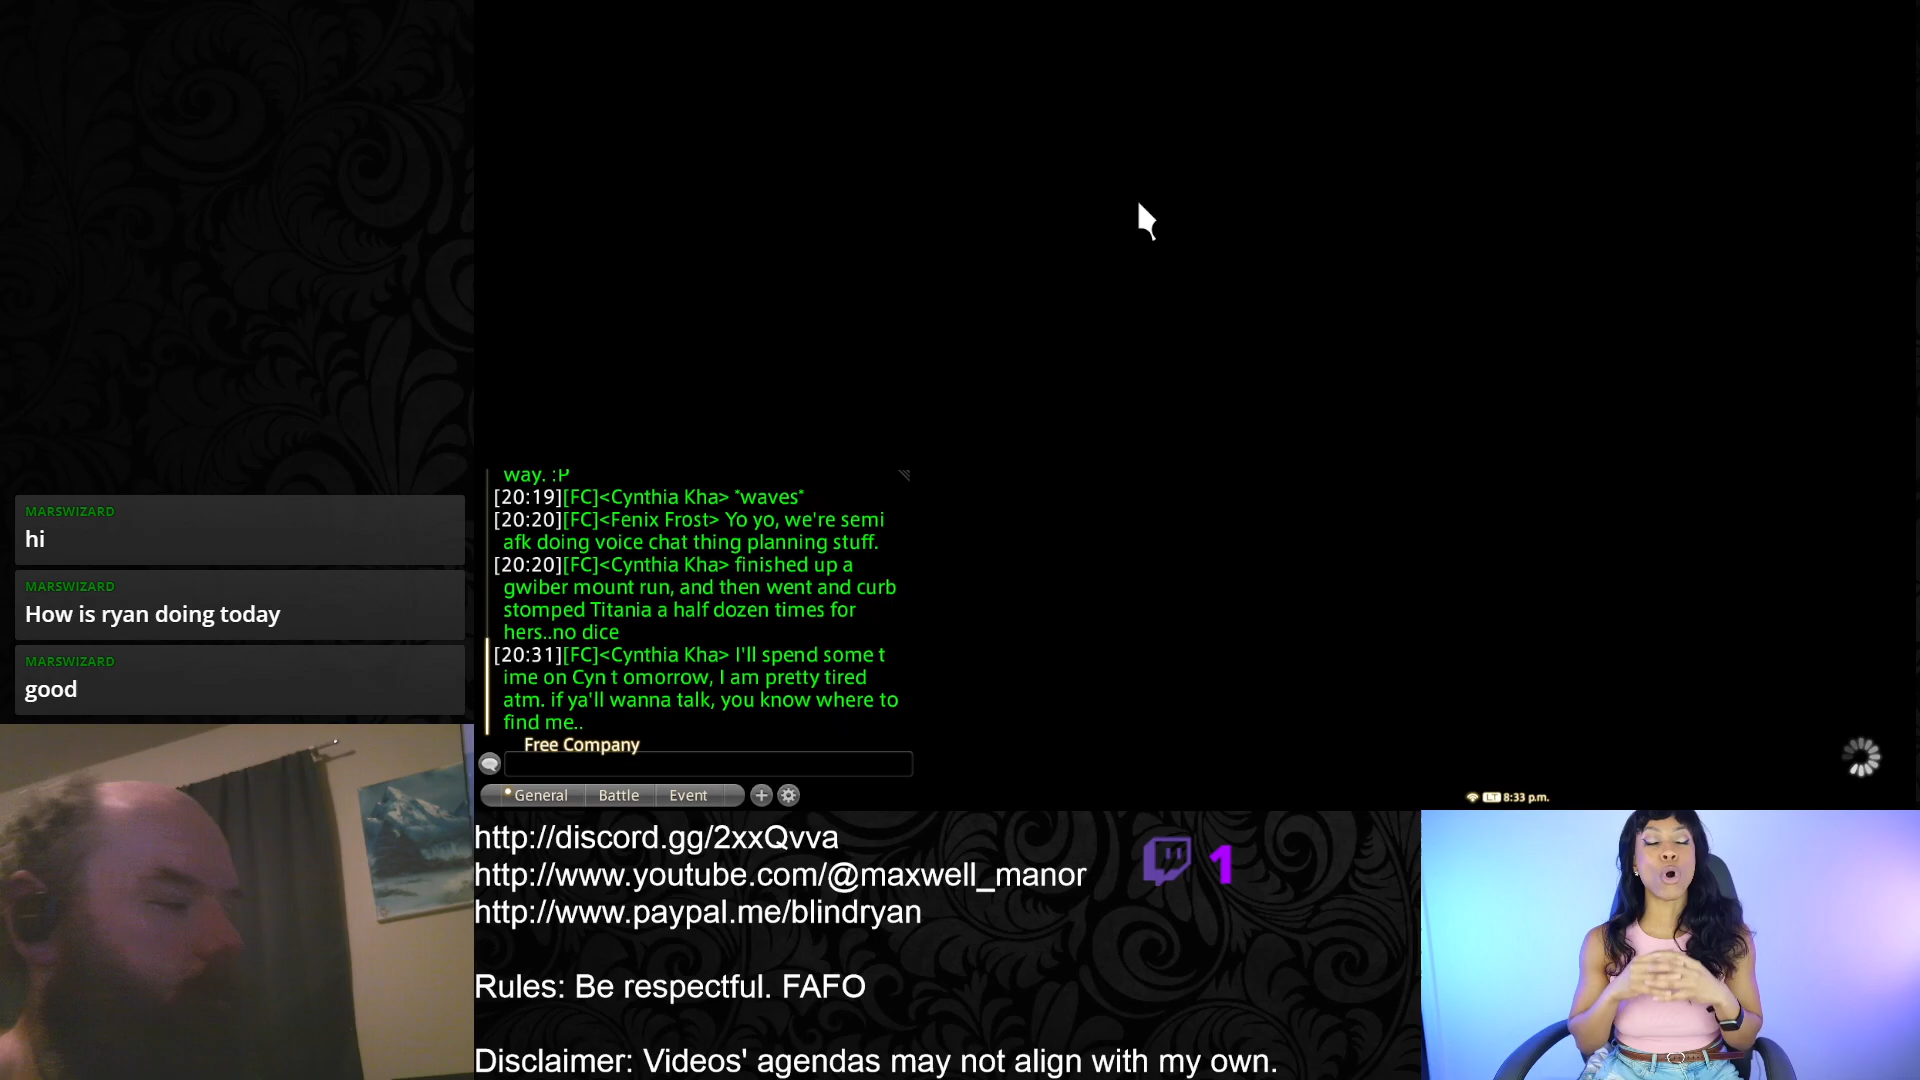 MARSWIZARD
hi
MARSWIZARD
How is ryan doing today
MARSWIZARD
good
way. :P
[20:19][FC]<Cynthia Kha> *waves*
[20:20][FC]<Fenix Frost> Yo yo, we're semi
afk doing voice chat thing planning stuff.
[20:20][FC]<Cynthia Kha> finished up a
gwiber mount run, and then went and curb
stomped Titania a half dozen times for
hers..no dice
[20:31][FC]<Cynthia Kha> I'll spend some t
ime on Cyn t omorrow, I am pretty tired
atm. if ya'll wanna talk, you know where to
find me..
Free Company
General Battle Event
LT 8:33 p.m.
http://discord.gg/2xxQvva
http://www.youtube.com/@maxwell_manor
http://www.paypal.me/blindryan
1
Rules: Be respectful. FAFO
Disclaimer: Videos' agendas may not align with my own.